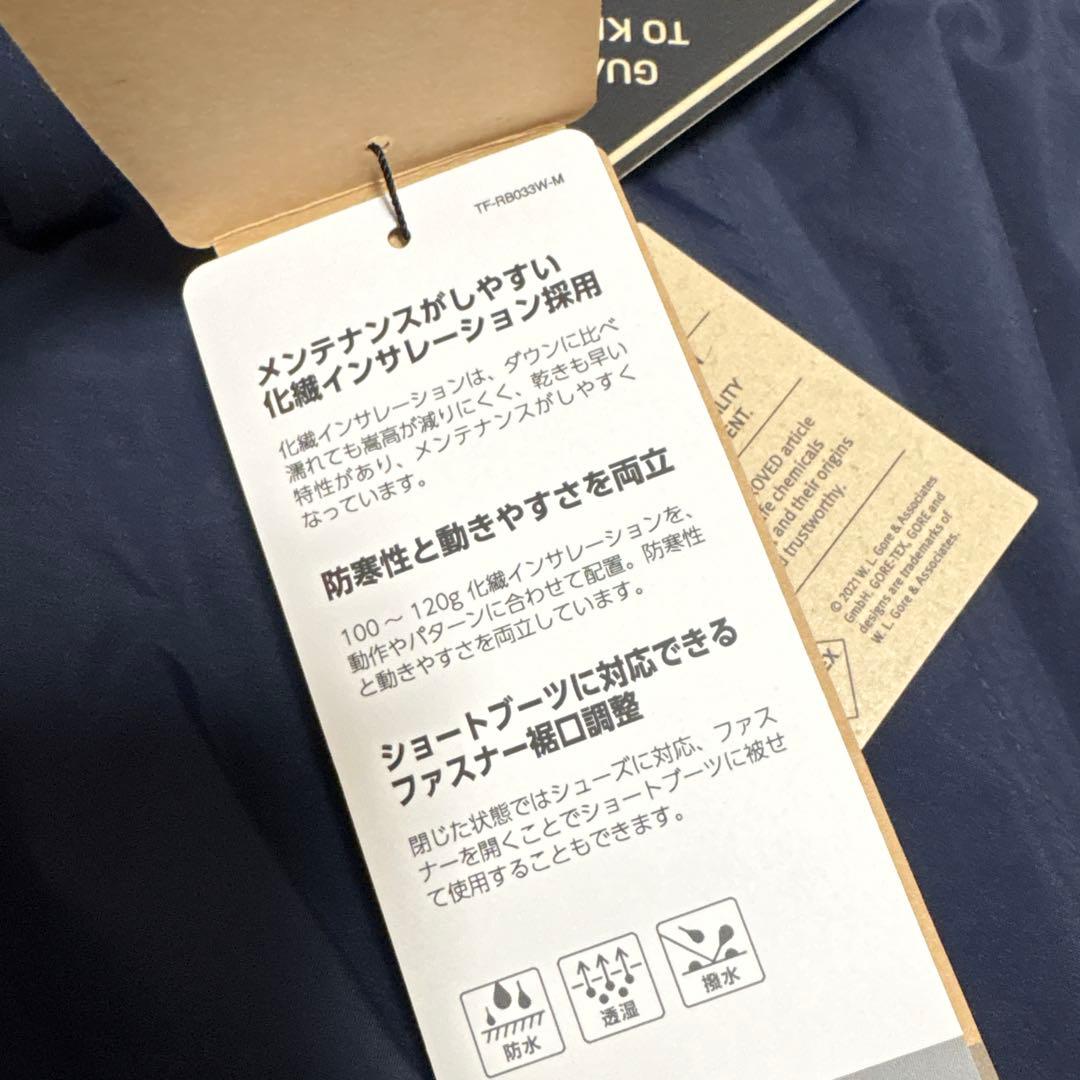 GUA
TO K
TF-RB033W-M
メンテナンスがしやすい
化繊インサレーション採用
化繊インサレーションは、ダウンに比べ
濡れても嵩高が減りにくく、乾きも早い
特性があり、メンテナンスがしやすく
なっています。
防寒性と動きやすさを両立
100～120g 化繊インサレーションを、
動作やパターンに合わせて配置。防寒性
と動きやすさを両立しています。
ショートブーツに対応できる
ファスナー裾口調整
閉じた状態ではシューズに対応、ファス
ナーを開くことでショートブーツに被せ
て使用することもできます。
防水
透湿
撥水
ILITY
ENT.
OVED article
fe chemicals
and their origins
trustworthy.
© 2021 W. L. Gore & Associates
GmbH. GORE-TEX, GORE and
designs are trademarks of
W. L. Gore & Associates.
EX